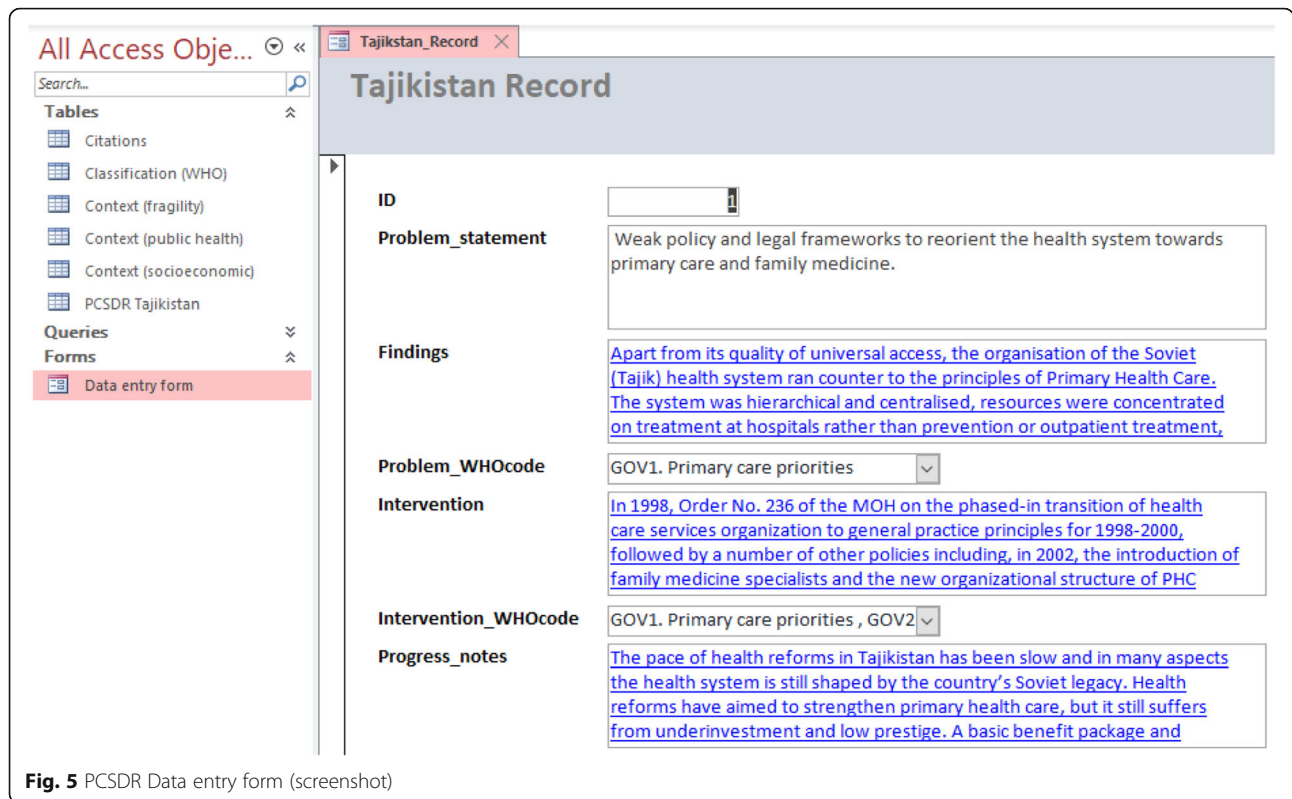 All Access Obje... «
Search...
Tables
Citations
Classification (WHO)
Context (fragility)
Context (public health)
Context (socioeconomic)
PCSDR Tajikistan
Queries
Forms
Data entry form
Tajikstan_Record
Tajikistan Record
ID 1
Problem_statement
Weak policy and legal frameworks to reorient the health system towards
primary care and family medicine.
Findings
Apart from its quality of universal access, the organisation of the Soviet
(Tajik) health system ran counter to the principles of Primary Health Care.
The system was hierarchical and centralised, resources were concentrated
on treatment at hospitals rather than prevention or outpatient treatment,
Problem_WHOcode GOV1. Primary care priorities
Intervention
In 1998, Order No. 236 of the MOH on the phased-in transition of health
care services organization to general practice principles for 1998-2000,
followed by a number of other policies including, in 2002, the introduction of
family medicine specialists and the new organizational structure of PHC
Intervention_WHOcode GOV1. Primary care priorities , GOV2
Progress_notes
The pace of health reforms in Tajikistan has been slow and in many aspects
the health system is still shaped by the country's Soviet legacy. Health
reforms have aimed to strengthen primary health care, but it still suffers
from underinvestment and low prestige. A basic benefit package and
Fig. 5 PCSDR Data entry form (screenshot)